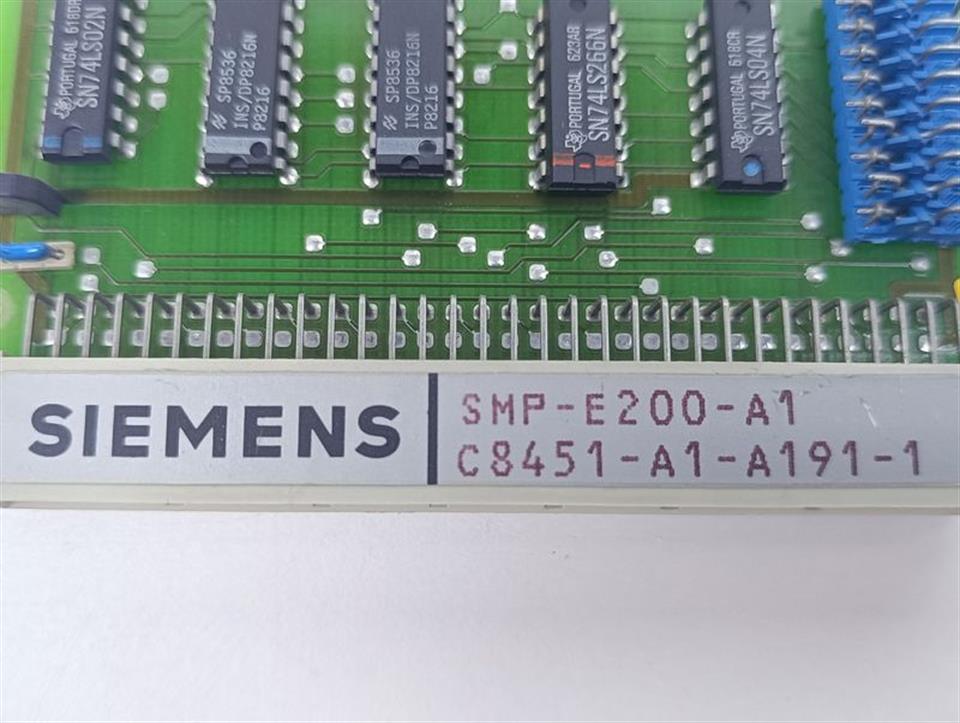 PORTUGAL 618DR
SN74LS02N
SP8536
INS/DP8216N
P8216
SP8536
INS/DP8216N
P8216
PORTUGAL 623AR
SN74LS266N
PORTUGAL 618CR
SN74LS04N
SIEMENS
SMP-E200-A1
C8451-A1-A191-1